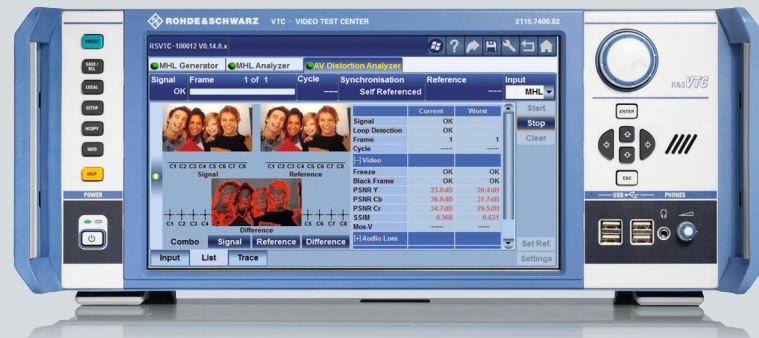 ROHDE&SCHWARZ VTC · VIDEO TEST CENTER 2115.7400.02
PRESET
SAVE / RCL
LOCAL
SETUP
HCOPY
INFO
HELP
POWER
RSVTC-100012 V0.14.0.x
MHL Generator MHL Analyzer AV Distortion Analyzer
Signal Frame 1 of 1 Cycle Synchronisation Reference Input
OK --- Self Referenced --- MHL
Current Worst
Signal OK
Loop Detection OK
Frame 1 1
Cycle --- ---
[-] Video
Freeze OK OK
Black Frame OK OK
PSNR Y 23.8dB 20.4dB
PSNR Cb 36.8dB 31.7dB
PSNR Cr 34.7dB 29.5dB
SSIM 0.968 0.631
Mos-V --- ---
[+] Audio Loss
C1 C2 C3 C4 C5 C6 C7 C8
Signal
C1 C2 C3 C4 C5 C6 C7 C8
Reference
C1 C2 C3 C4 C5 C6 C7 C8
Difference
Combo Signal Reference Difference
Input List Trace
Start
Stop
Clear
Set Ref.
Settings
R&S VTC
ENTER
ESC
USB PHONES